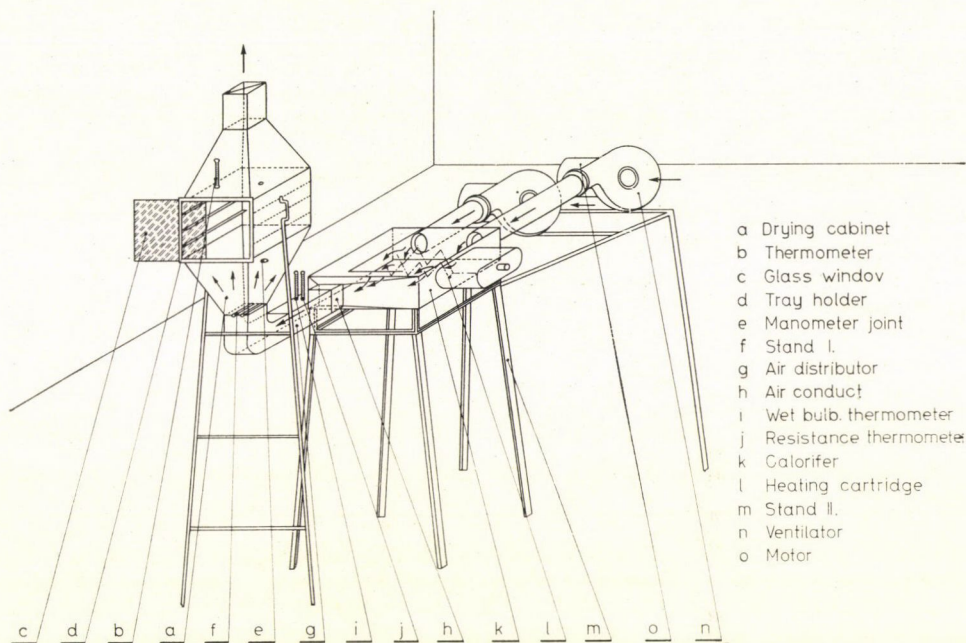 a Drying cabinet
b Thermometer
c Glass windov
d Tray holder
e Manometer joint
f Stand I.
g Air distributor
h Air conduct
i Wet bulb. thermometer
j Resistance thermometer
k Calorifer
l Heating cartridge
m Stand II.
n Ventilator
o Motor
c d b a f e g i j h k l m o n